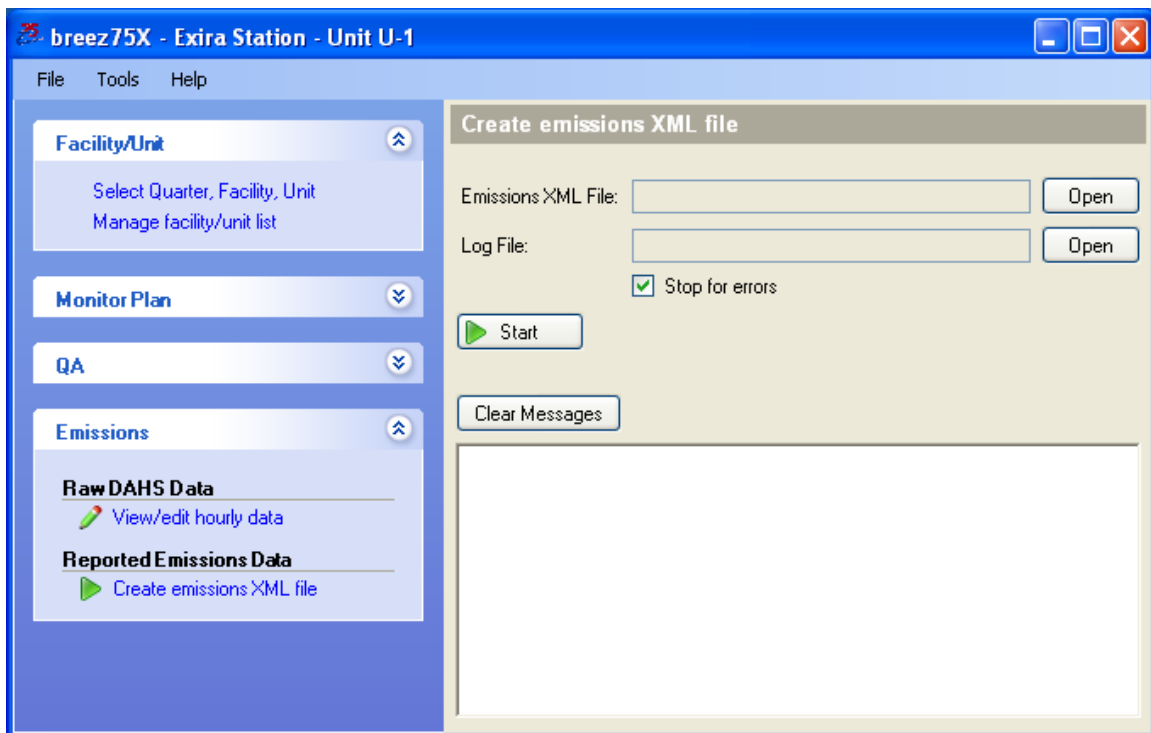 breez75X - Exira Station - Unit U-1
File Tools Help
Facility/Unit
Select Quarter, Facility, Unit
Manage facility/unit list
Monitor Plan
QA
Emissions
Raw DAHS Data
View/edit hourly data
Reported Emissions Data
Create emissions XML file
Create emissions XML file
Emissions XML File: Open
Log File: Open
Stop for errors
Start
Clear Messages